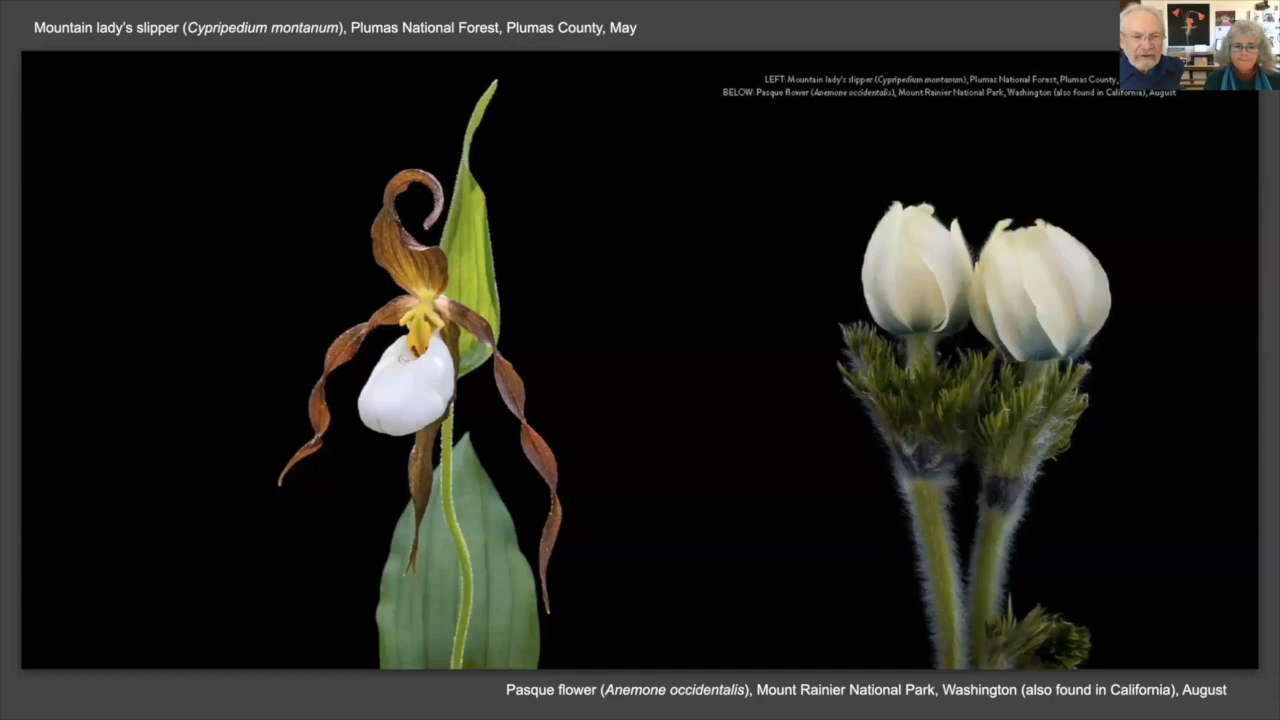 Mountain lady's slipper (Cypripedium montanum), Plumas National Forest, Plumas County, May
LEFT: Mountain lady's slipper (Cypripedium montanum), Plumas National Forest, Plumas County,
BELOW: Pasque flower (Anemone occidentalis), Mount Rainier National Park, Washington (also found in California), August
Pasque flower (Anemone occidentalis), Mount Rainier National Park, Washington (also found in California), August